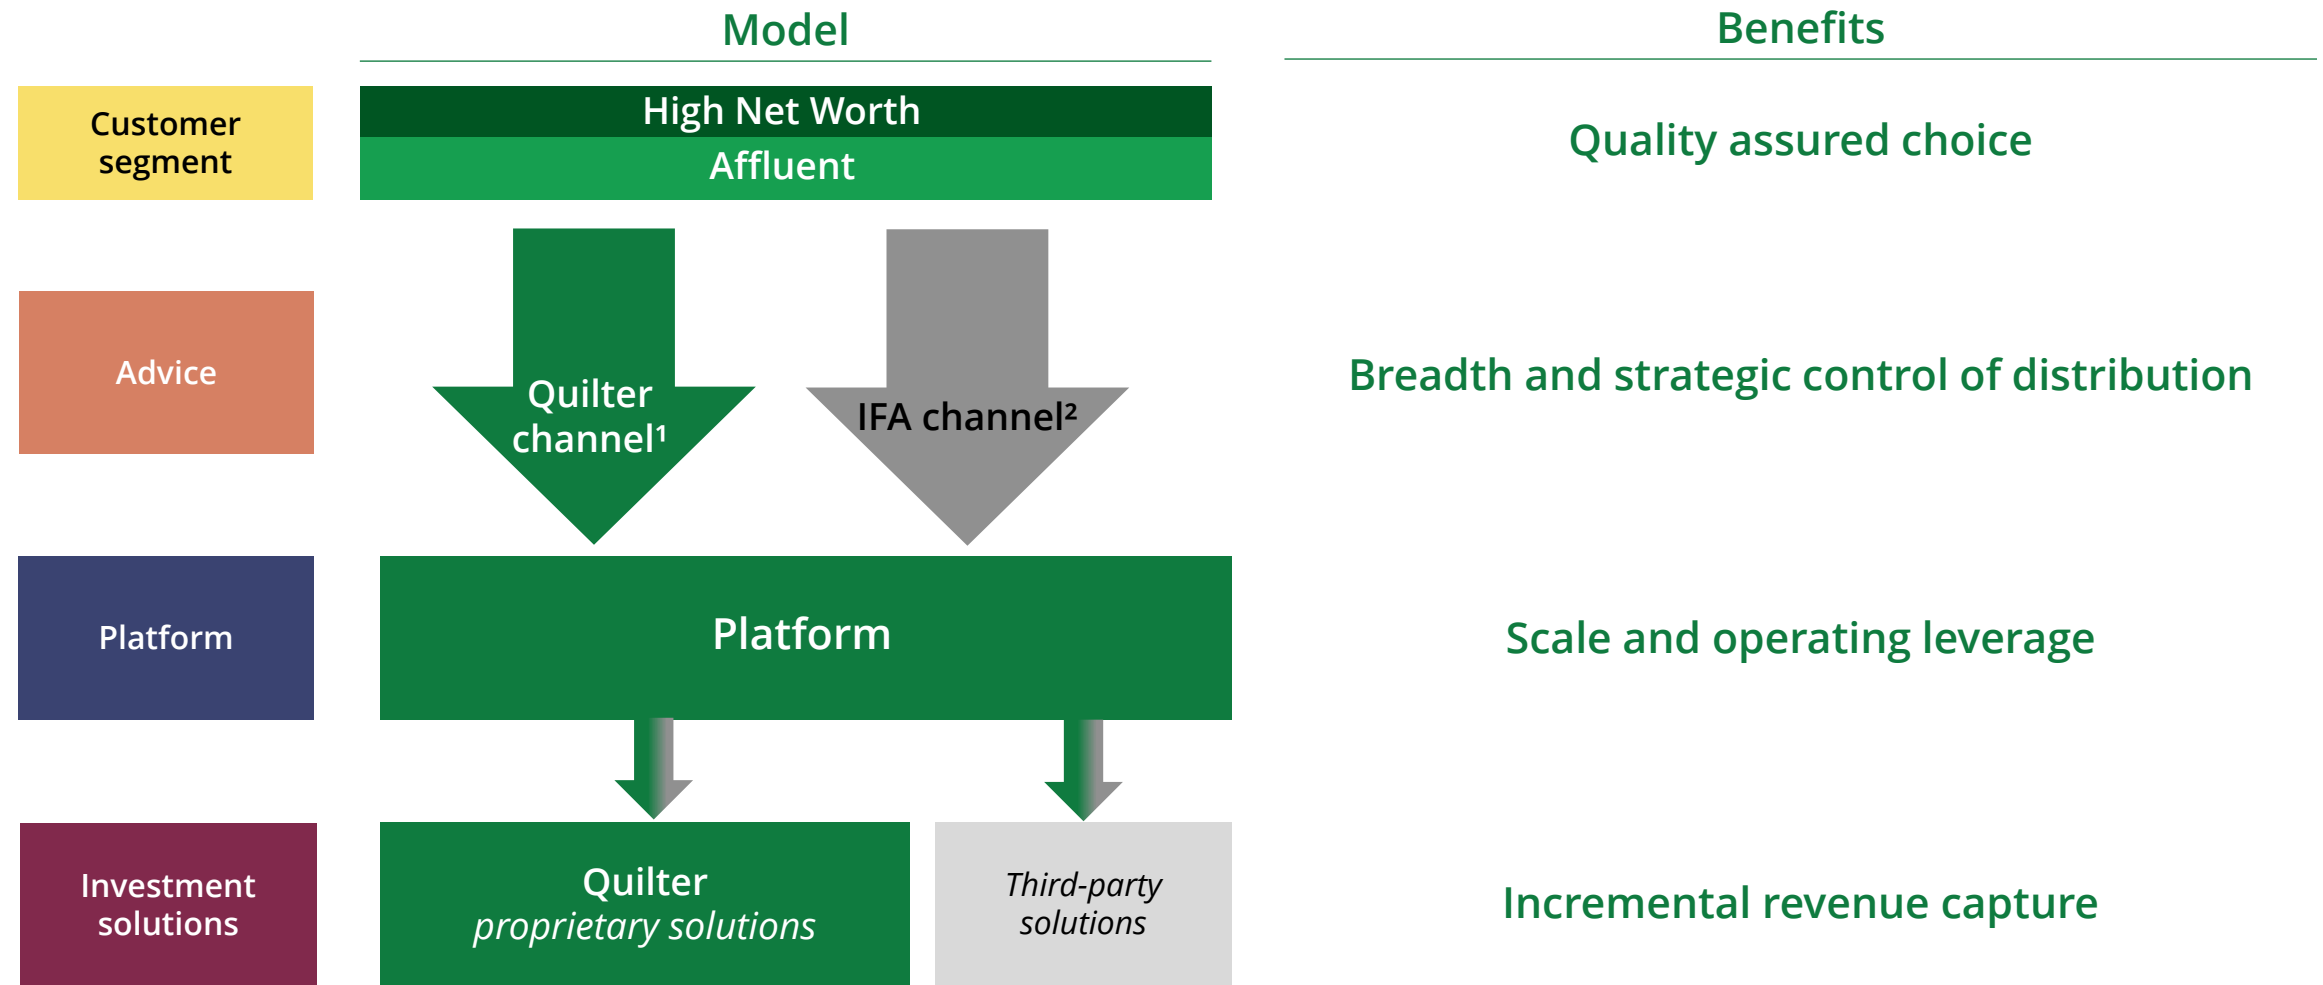 Model
Benefits
Customer
segment
High Net Worth
Affluent
Quality assured choice
Advice
Quilter
channel¹
IFA channel²
Breadth and strategic control of distribution
Platform
Platform
Scale and operating leverage
Investment
solutions
Quilter
proprietary solutions
Third-party
solutions
Incremental revenue capture